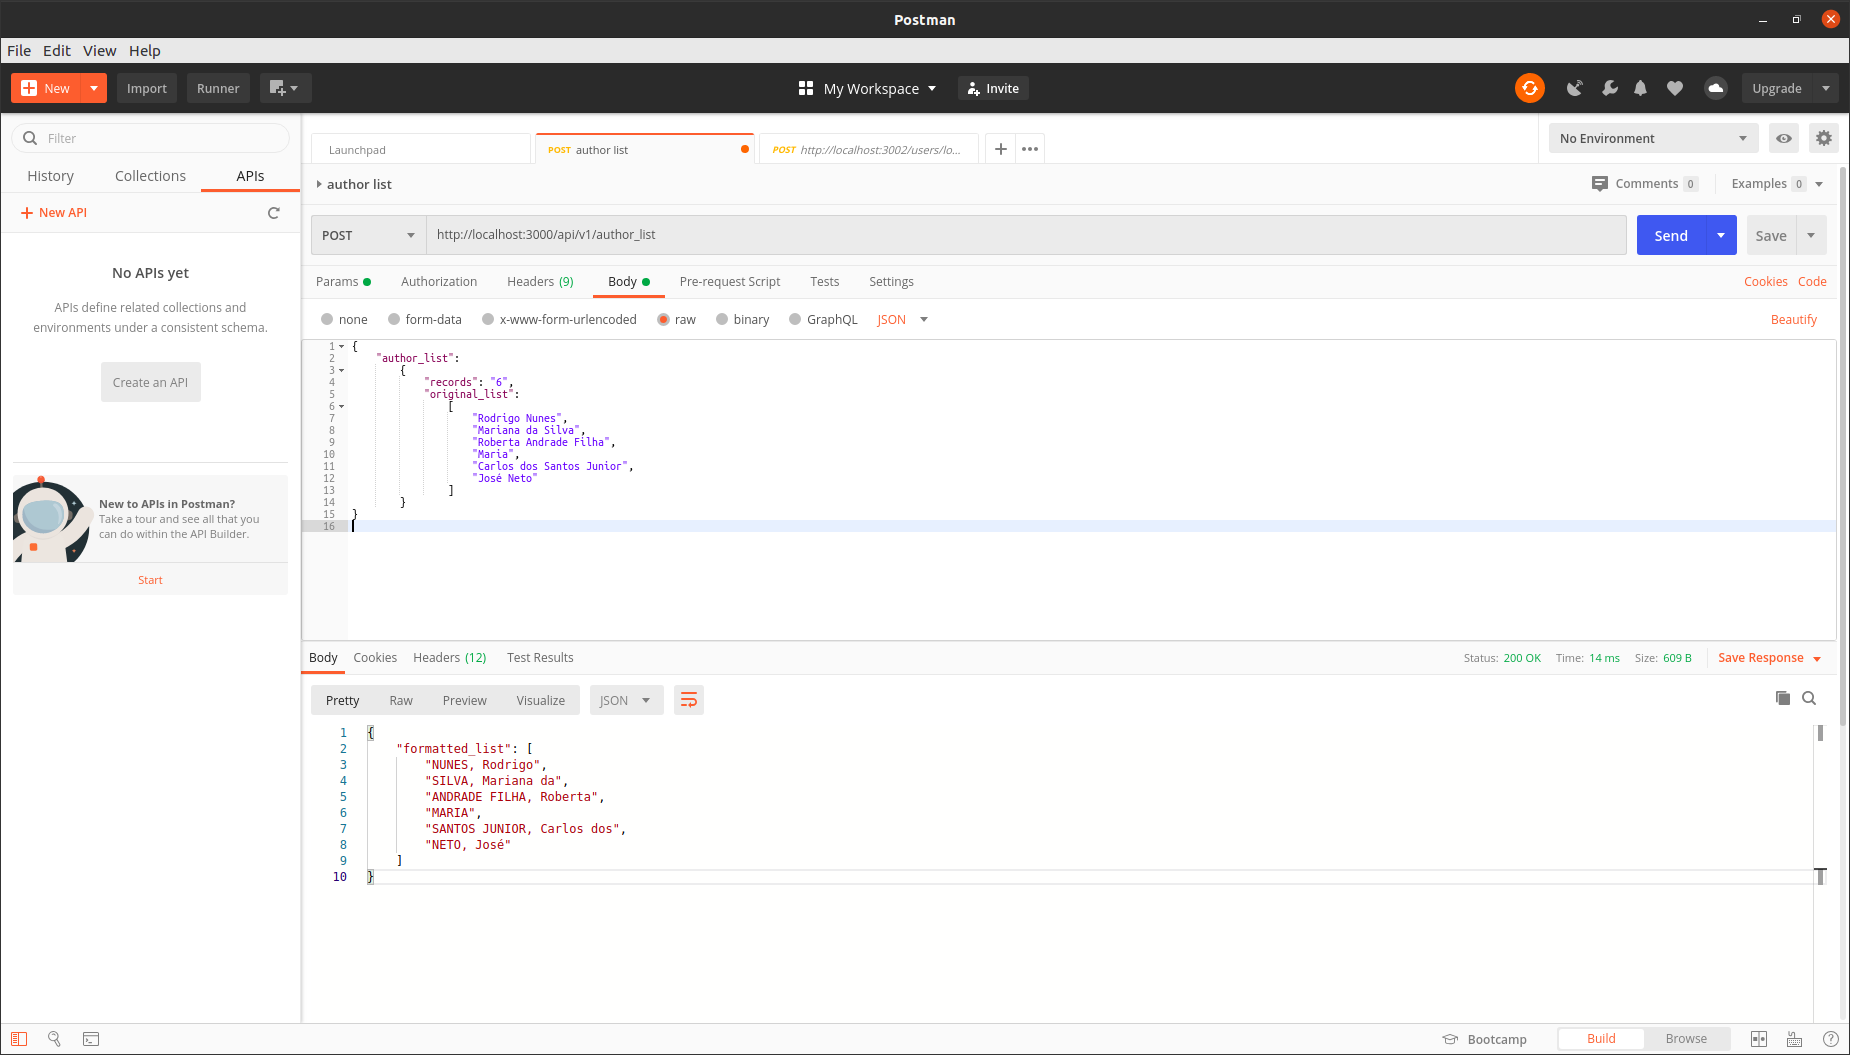 Postman
File Edit View Help
New Import Runner My Workspace Invite Upgrade
Filter
History Collections APIs
New API
No APIs yet
APIs define related collections and
environments under a consistent schema.
Create an API
New to APIs in Postman?
Take a tour and see all that you
can do within the API Builder.
Start
Launchpad POST author list POST http://localhost:3002/users/lo... No Environment
author list Comments 0 Examples 0
POST http://localhost:3000/api/v1/author_list Send Save
Params Authorization Headers (9) Body Pre-request Script Tests Settings Cookies Code
none form-data x-www-form-urlencoded raw binary GraphQL JSON Beautify
1 {
2 "author_list":
3 {
4 "records": "6",
5 "original_list":
6 [
7 "Rodrigo Nunes",
8 "Mariana da Silva",
9 "Roberta Andrade Filha",
10 "Maria",
11 "Carlos dos Santos Junior",
12 "José Neto"
13 ]
14 }
15 }
16
Body Cookies Headers (12) Test Results Status: 200 OK Time: 14 ms Size: 609 B Save Response
Pretty Raw Preview Visualize JSON
1 {
2 "formatted_list": [
3 "NUNES, Rodrigo",
4 "SILVA, Mariana da",
5 "ANDRADE FILHA, Roberta",
6 "MARIA",
7 "SANTOS JUNIOR, Carlos dos",
8 "NETO, José"
9 ]
10 }
Bootcamp Build Browse